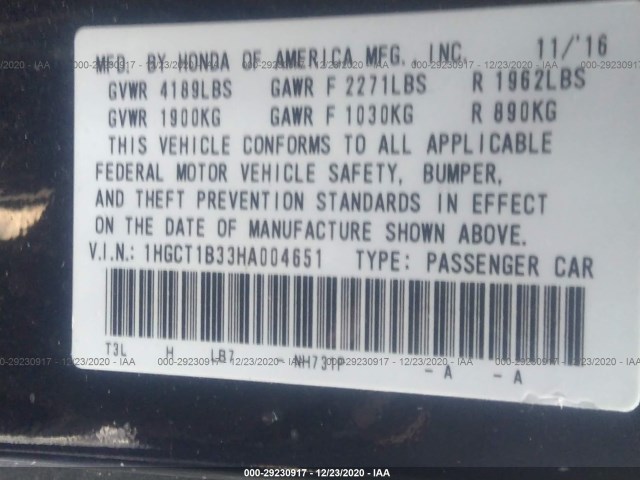 MFD. BY HONDA OF AMERICA MFG., INC. 11/'16
GVWR 4189LBS GAWR F 2271LBS R 1962LBS
GVWR 1900KG GAWR F 1030KG R 890KG
THIS VEHICLE CONFORMS TO ALL APPLICABLE
FEDERAL MOTOR VEHICLE SAFETY, BUMPER,
AND THEFT PREVENTION STANDARDS IN EFFECT
ON THE DATE OF MANUFACTURE SHOWN ABOVE.
V.I.N.: 1HGCT1B33HA004651 TYPE: PASSENGER CAR
T3L H LB7 - NH731P - A - A
000-29230917 - 12/23/2020 - IAA